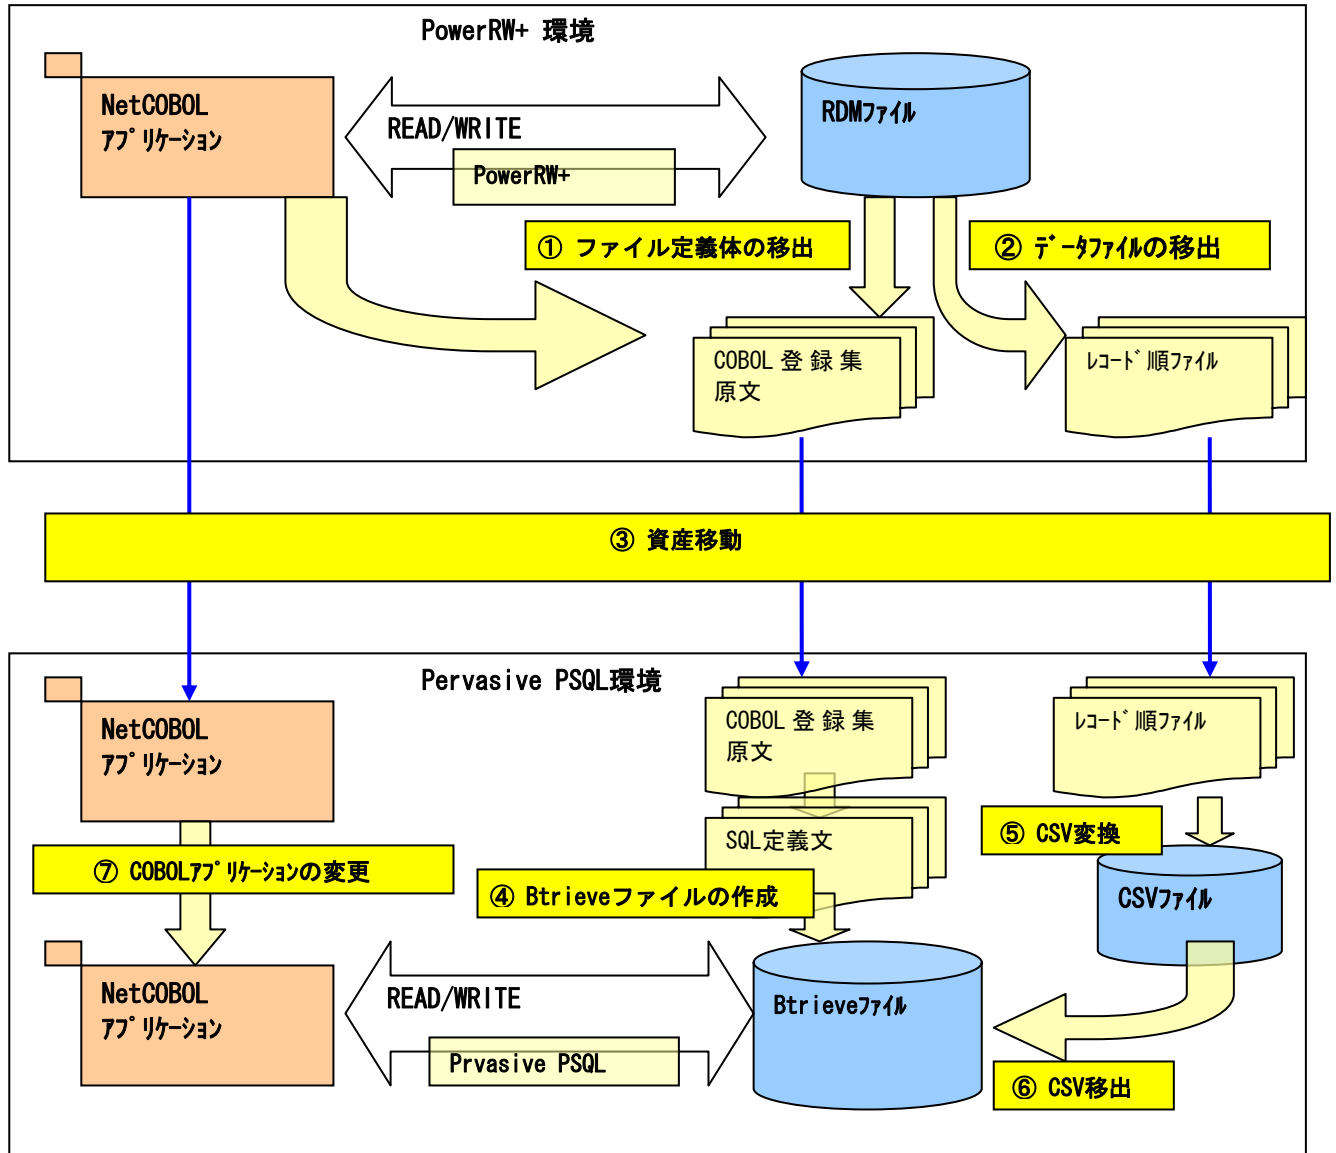 PowerRW+ 環境
NetCOBOL
ｱﾌﾟﾘｹｰｼｮﾝ
READ/WRITE
PowerRW+
RDMﾌｧｲﾙ
① ファイル定義体の移出
② ﾃﾞｰﾀﾌｧｲﾙの移出
COBOL 登 録 集
原文
ﾚｺｰﾄﾞ順ﾌｧｲﾙ
③ 資産移動
Pervasive PSQL環境
NetCOBOL
ｱﾌﾟﾘｹｰｼｮﾝ
COBOL 登 録 集
原文
ﾚｺｰﾄﾞ順ﾌｧｲﾙ
SQL定義文
⑤ CSV変換
⑦ COBOLｱﾌﾟﾘｹｰｼｮﾝの変更
④ Btrieveファイルの作成
CSVﾌｧｲﾙ
NetCOBOL
ｱﾌﾟﾘｹｰｼｮﾝ
READ/WRITE
Prvasive PSQL
Btrieveﾌｧｲﾙ
⑥ CSV移出